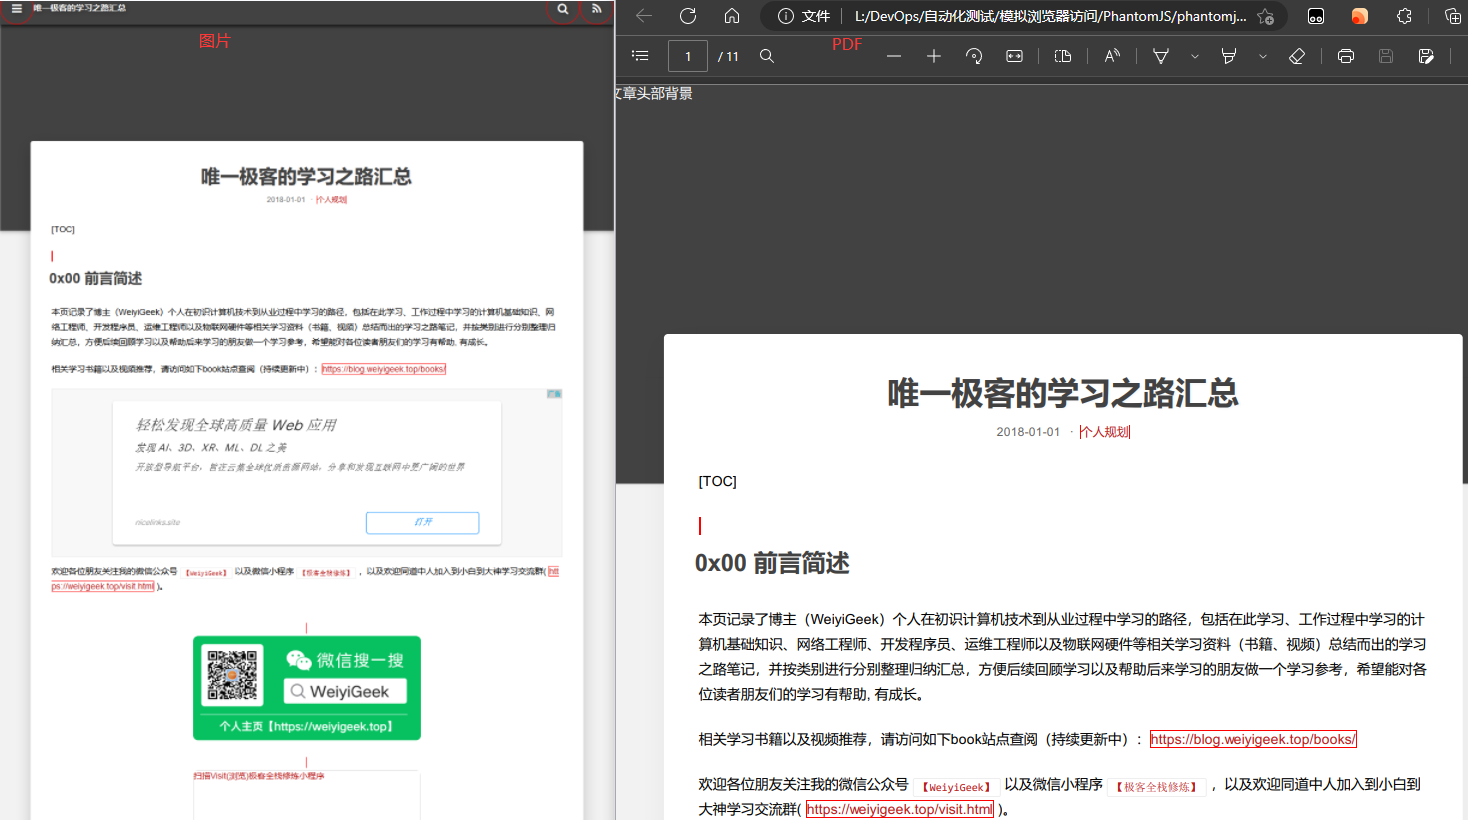 唯一极客的学习之路汇总
图片
唯一极客的学习之路汇总
2018-01-01 · 个人规划
[TOC]
0x00 前言简述
本页记录了博主（WeiyiGeek）个人在初识计算机技术到从业过程中学习的路径，包括在此学习、工作过程中学习的计算机基础知识、网
络工程师、开发程序员、运维工程师以及物联网硬件等相关学习资料（书籍、视频）总结而出的学习之路笔记，并按类别进行分别整理归
纳汇总，方便后续回顾学习以及帮助后来学习的朋友做一个学习参考，希望能对各位读者朋友们的学习有帮助, 有成长。
相关学习书籍以及视频推荐，请访问如下book站点查阅（持续更新中）：https://blog.weiyigeek.top/books/
广告
轻松发现全球高质量 Web 应用
发现 AI、3D、XR、ML、DL 之美
开放型导航平台，旨在云集全球优质资源网站，分享和发现互联网中更广阔的世界
nicelinks.site
打开
欢迎各位朋友关注我的微信公众号 【WeiyiGeek】 以及微信小程序 【极客全栈修炼】 ，以及欢迎同道中人加入到小白到大神学习交流群( htt
ps://weiyigeek.top/visit.html )。
微信搜一搜
WeiyiGeek
个人主页【https://weiyigeek.top】
扫描Visit(浏览)极客全栈修炼小程序
文件
L:/DevOps/自动化测试/模拟浏览器访问/PhantomJS/phantomj...
1 / 11
PDF
文章头部背景
唯一极客的学习之路汇总
2018-01-01 · 个人规划
[TOC]
0x00 前言简述
本页记录了博主（WeiyiGeek）个人在初识计算机技术到从业过程中学习的路径，包括在此学习、工作过程中学习的计
算机基础知识、网络工程师、开发程序员、运维工程师以及物联网硬件等相关学习资料（书籍、视频）总结而出的学习
之路笔记，并按类别进行分别整理归纳汇总，方便后续回顾学习以及帮助后来学习的朋友做一个学习参考，希望能对各
位读者朋友们的学习有帮助, 有成长。
相关学习书籍以及视频推荐，请访问如下book站点查阅（持续更新中）：https://blog.weiyigeek.top/books/
欢迎各位朋友关注我的微信公众号 【WeiyiGeek】 以及微信小程序 【极客全栈修炼】 ，以及欢迎同道中人加入到小白到
大神学习交流群( https://weiyigeek.top/visit.html )。